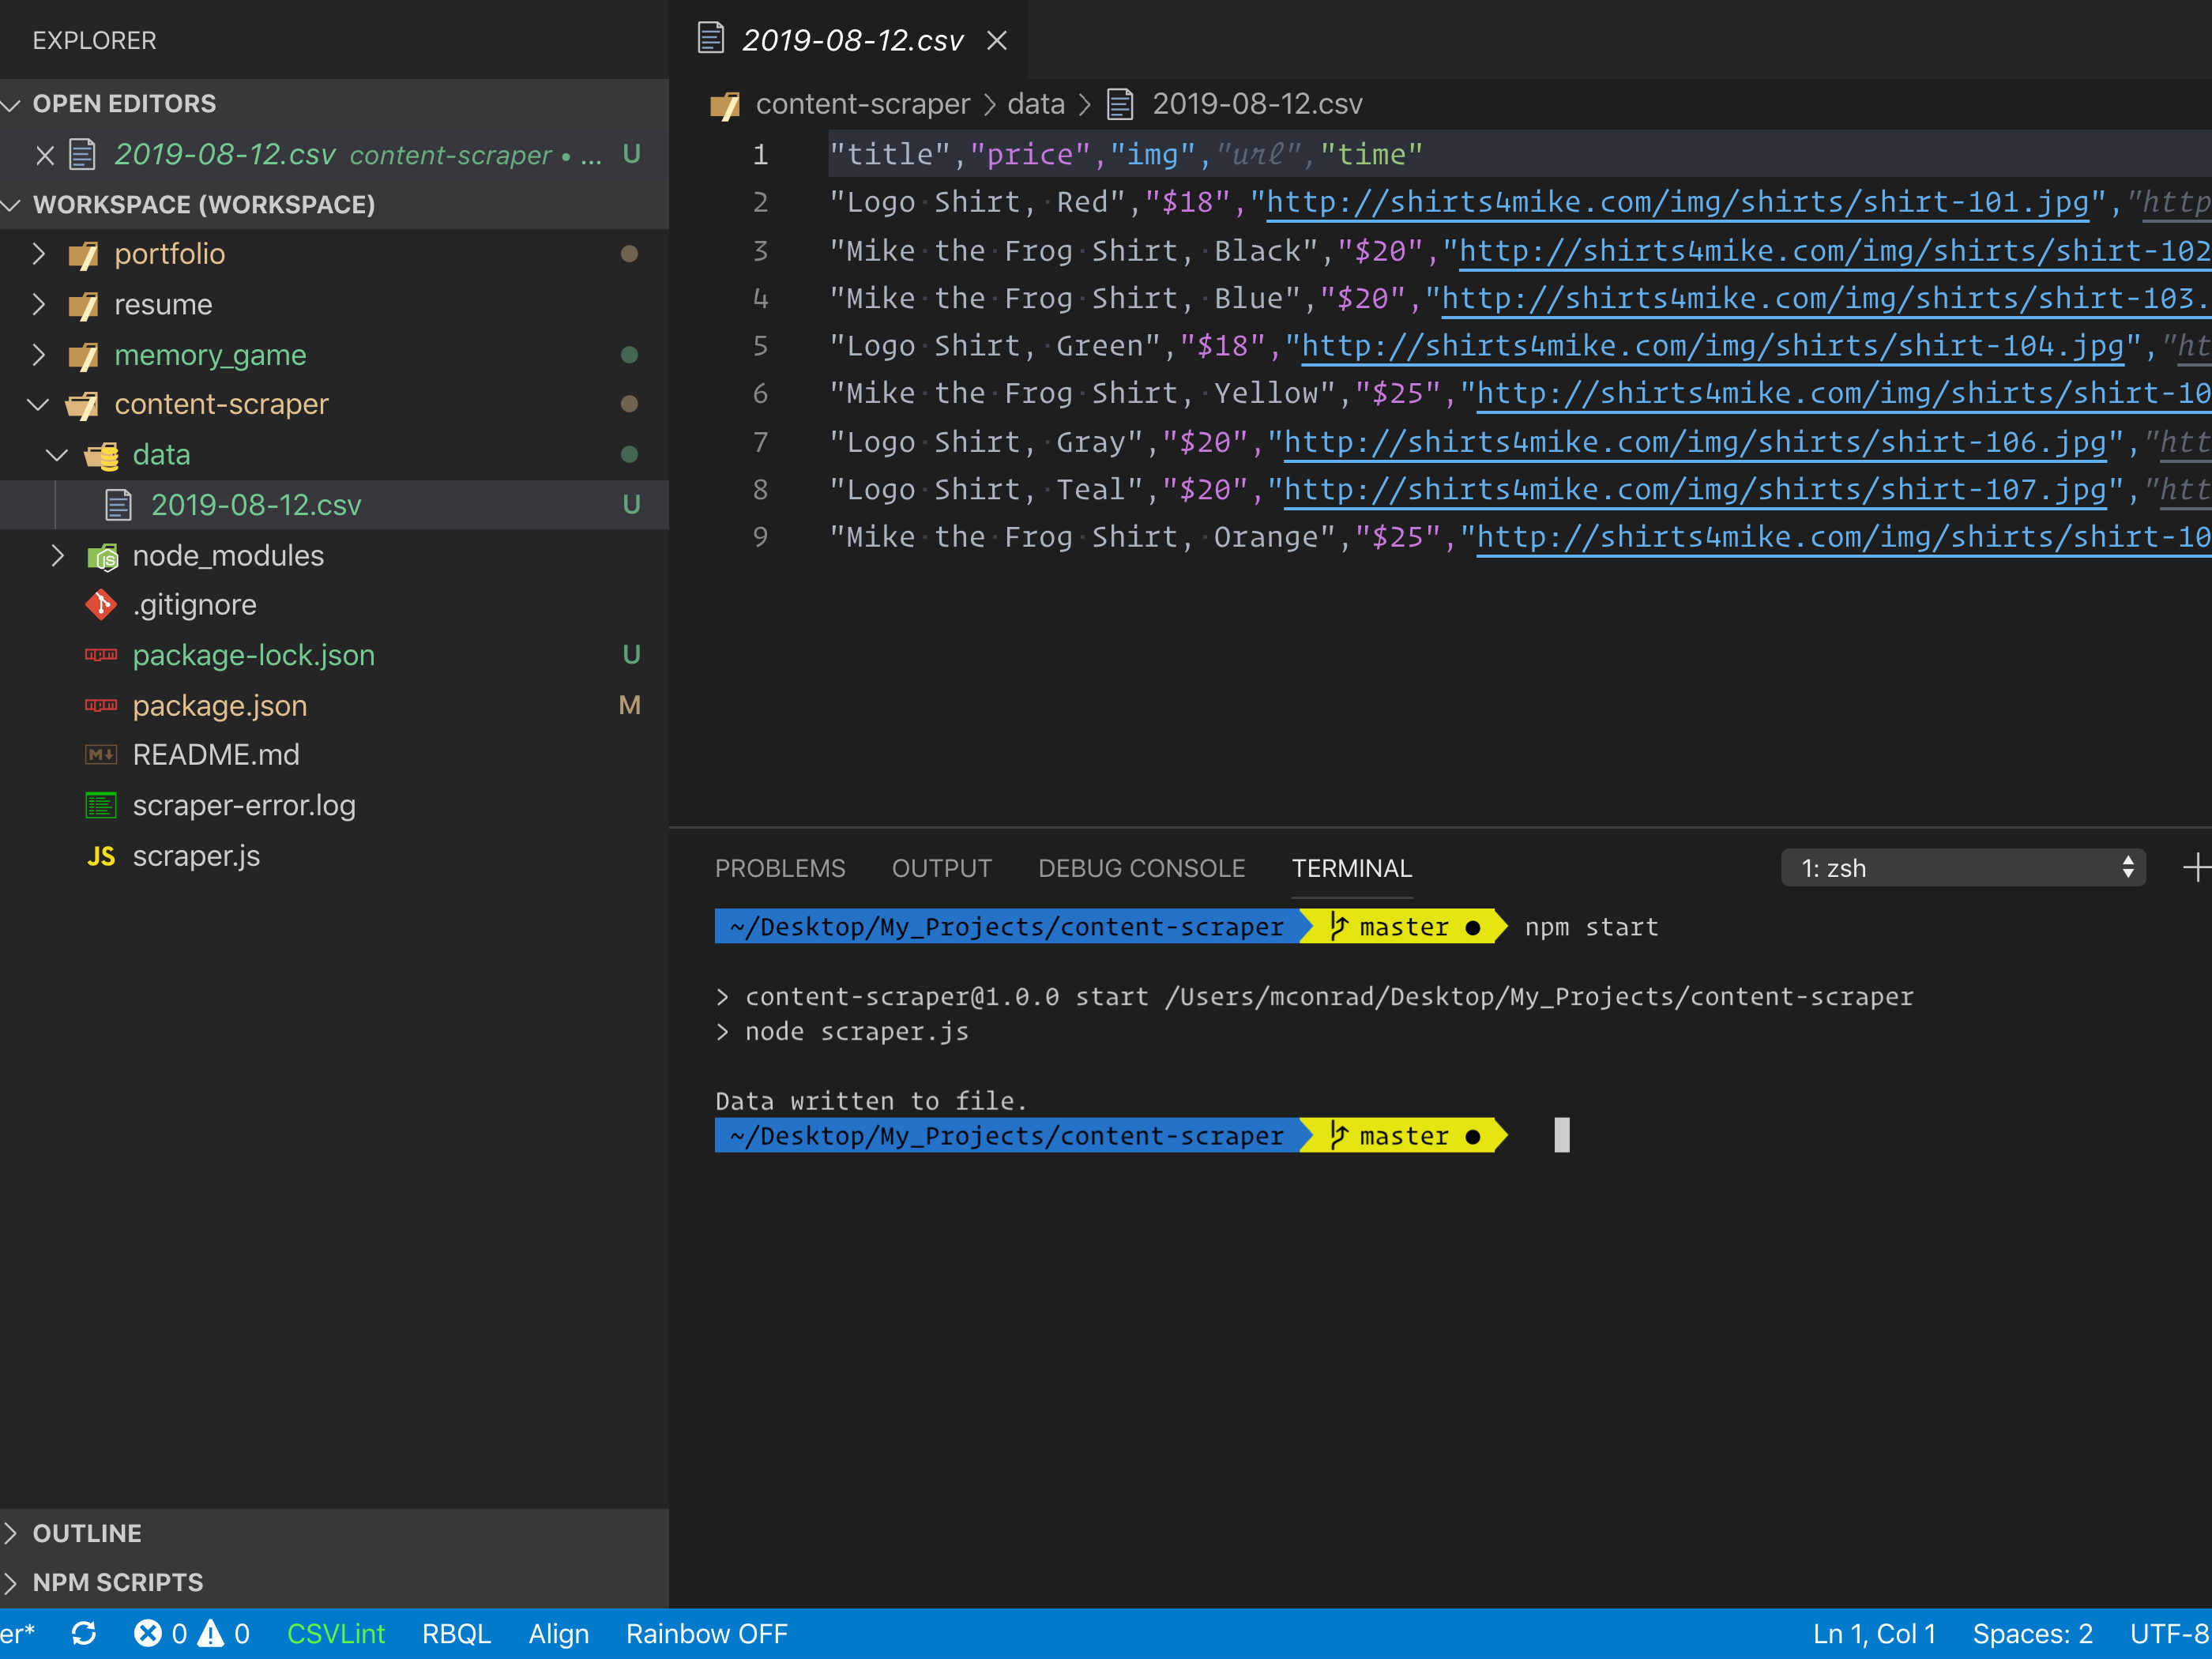 EXPLORER
OPEN EDITORS
2019-08-12.csv content-scraper • ... U
WORKSPACE (WORKSPACE)
portfolio
resume
memory_game
content-scraper
data
2019-08-12.csv U
node_modules
.gitignore
package-lock.json U
package.json M
README.md
scraper-error.log
JS scraper.js
OUTLINE
NPM SCRIPTS
2019-08-12.csv
content-scraper > data > 2019-08-12.csv
1 "title","price","img","url","time"
2 "Logo Shirt, Red","$18","http://shirts4mike.com/img/shirts/shirt-101.jpg","http
3 "Mike the Frog Shirt, Black","$20","http://shirts4mike.com/img/shirts/shirt-102
4 "Mike the Frog Shirt, Blue","$20","http://shirts4mike.com/img/shirts/shirt-103.
5 "Logo Shirt, Green","$18","http://shirts4mike.com/img/shirts/shirt-104.jpg","ht
6 "Mike the Frog Shirt, Yellow","$25","http://shirts4mike.com/img/shirts/shirt-10
7 "Logo Shirt, Gray","$20","http://shirts4mike.com/img/shirts/shirt-106.jpg","htt
8 "Logo Shirt, Teal","$20","http://shirts4mike.com/img/shirts/shirt-107.jpg","htt
9 "Mike the Frog Shirt, Orange","$25","http://shirts4mike.com/img/shirts/shirt-10
PROBLEMS OUTPUT DEBUG CONSOLE TERMINAL 1: zsh
~/Desktop/My_Projects/content-scraper master ● npm start
> content-scraper@1.0.0 start /Users/mconrad/Desktop/My_Projects/content-scraper
> node scraper.js
Data written to file.
~/Desktop/My_Projects/content-scraper master ●
er* 0 0 CSVLint RBQL Align Rainbow OFF Ln 1, Col 1 Spaces: 2 UTF-8